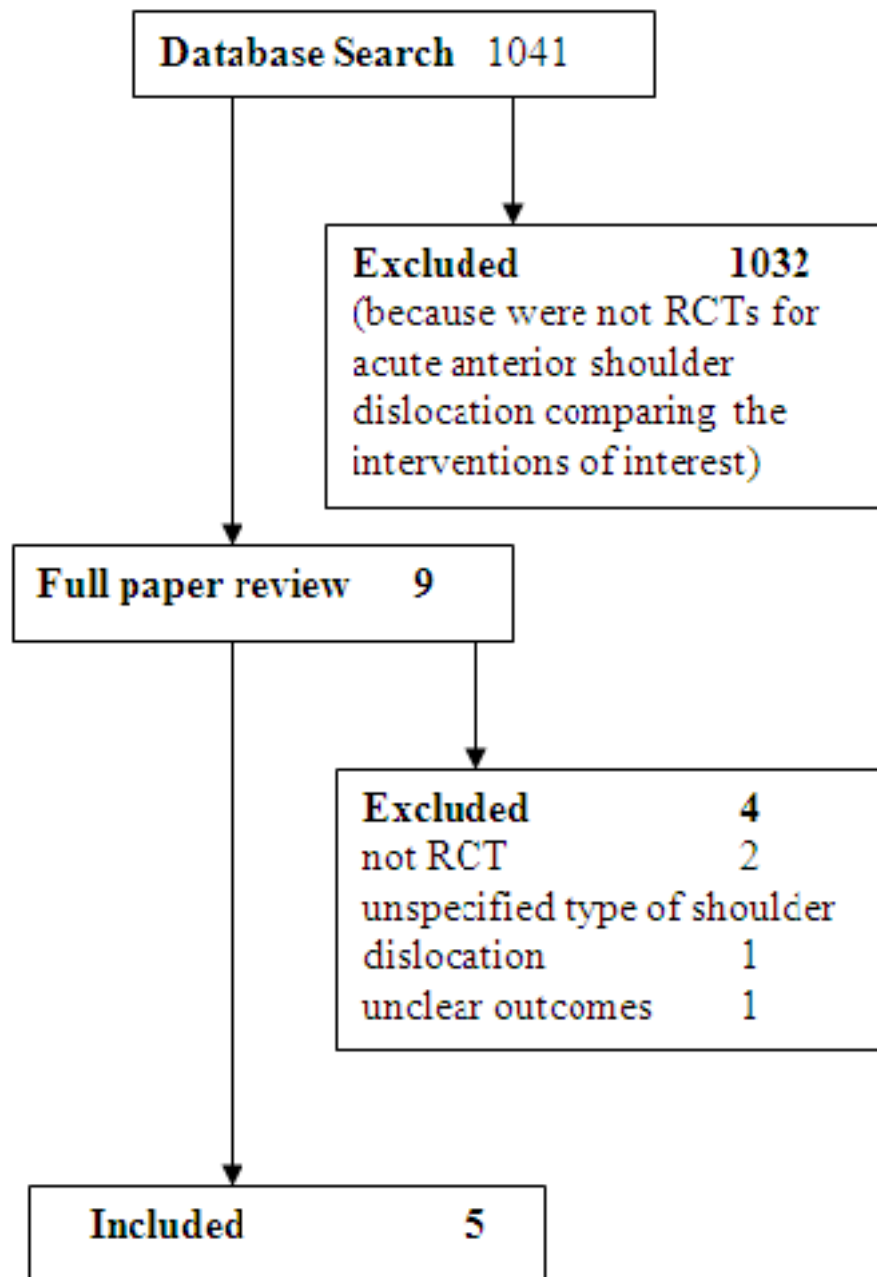 Database Search 1041
Excluded 1032
(because were not RCTs for
acute anterior shoulder
dislocation comparing the
interventions of interest)
Full paper review 9
Excluded 4
not RCT 2
unspecified type of shoulder
dislocation 1
unclear outcomes 1
Included 5